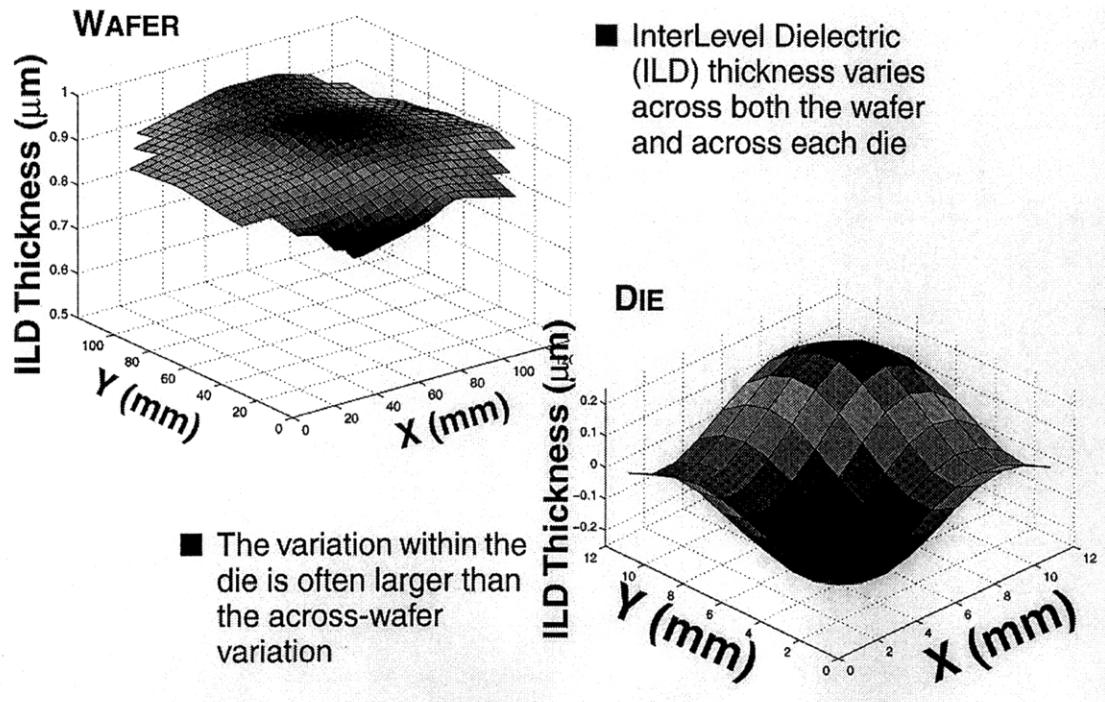 WAFER
■ InterLevel Dielectric
(ILD) thickness varies
across both the wafer
and across each die
ILD Thickness (μm)
1
0.9
0.8
0.7
0.6
0.5
100
80
60
40
20
0
Y (mm)
0
20
40
60
80
100
X (mm)
DIE
ILD Thickness (μm)
0.2
0.1
0
-0.1
-0.2
12
10
8
6
4
2
0
Y (mm)
0
2
4
6
8
10
12
X (mm)
■ The variation within the
die is often larger than
the across-wafer
variation